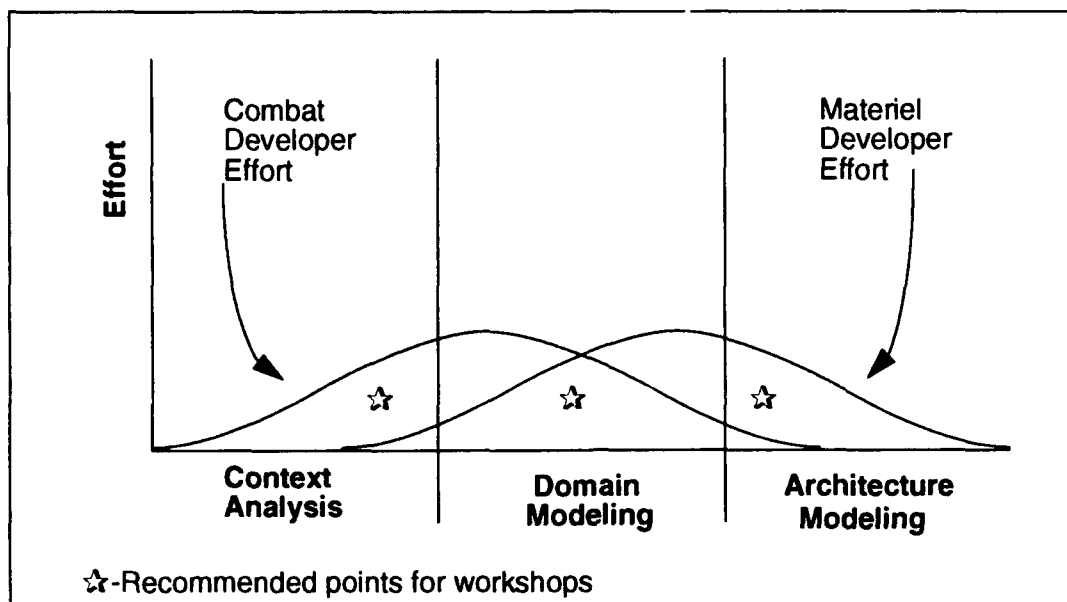 Combat
Developer
Effort
Materiel
Developer
Effort
Effort
Context
Analysis
Domain
Modeling
Architecture
Modeling
☆-Recommended points for workshops